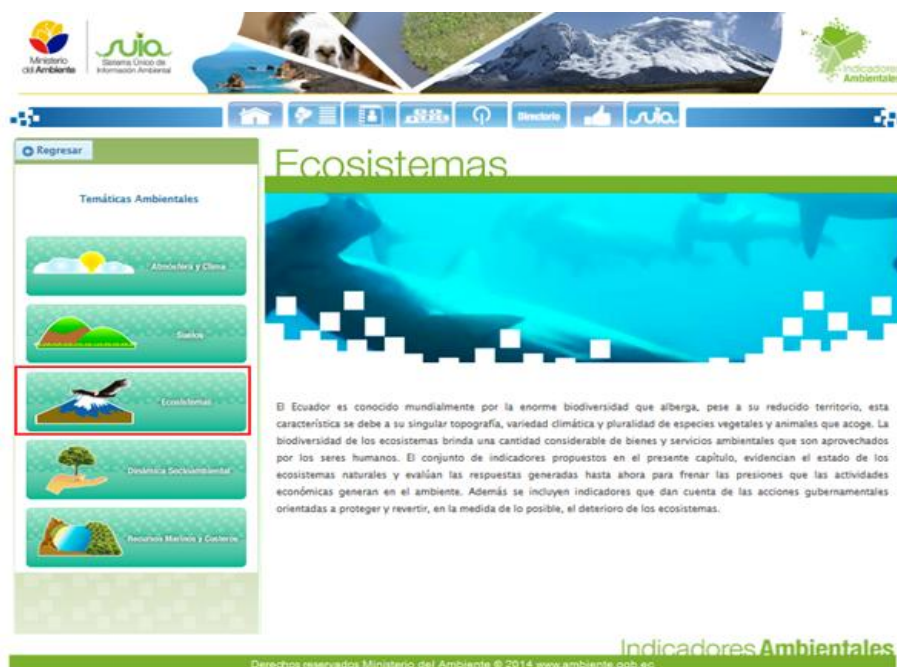 Ministerio
del Ambiente
suia
Sistema Único de
Información Ambiental
Indicadores
Ambientales
Directorio
suia
Regresar
Ecosistemas
Temáticas Ambientales
Atmósfera y Clima
Suelos
Ecosistemas
Dinámica Socioambiental
Recursos Marinos y Costeros
El Ecuador es conocido mundialmente por la enorme biodiversidad que alberga, pese a su reducido territorio, esta
característica se debe a su singular topografía, variedad climática y pluralidad de especies vegetales y animales que acoge. La
biodiversidad de los ecosistemas brinda una cantidad considerable de bienes y servicios ambientales que son aprovechados
por los seres humanos. El conjunto de indicadores propuestos en el presente capítulo, evidencian el estado de los
ecosistemas naturales y evalúan las respuestas generadas hasta ahora para frenar las presiones que las actividades
económicas generan en el ambiente. Además se incluyen indicadores que dan cuenta de las acciones gubernamentales
orientadas a proteger y revertir, en la medida de lo posible, el deterioro de los ecosistemas.
Indicadores Ambientales
Derechos reservados Ministerio del Ambiente © 2014 www.ambiente.gob.ec